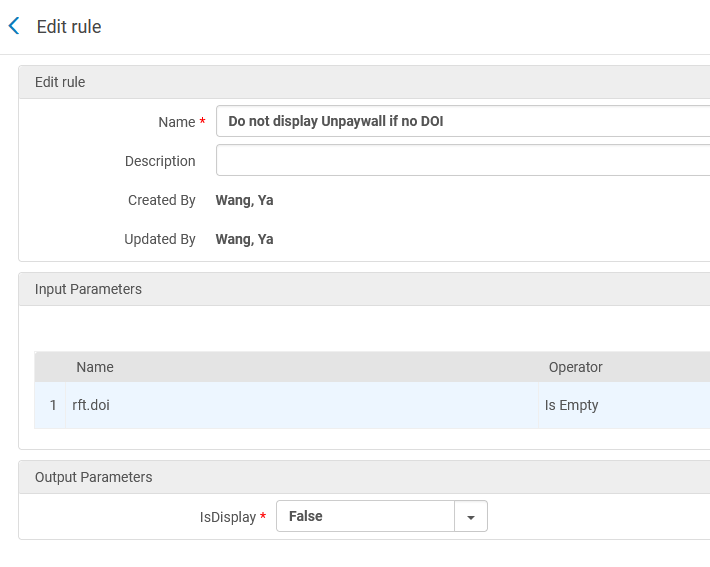 Edit rule
Edit rule
Name *
Do not display Unpaywall if no DOI
Description
Created By Wang, Ya
Updated By Wang, Ya
Input Parameters
Name Operator
1 rft.doi Is Empty
Output Parameters
IsDisplay * False